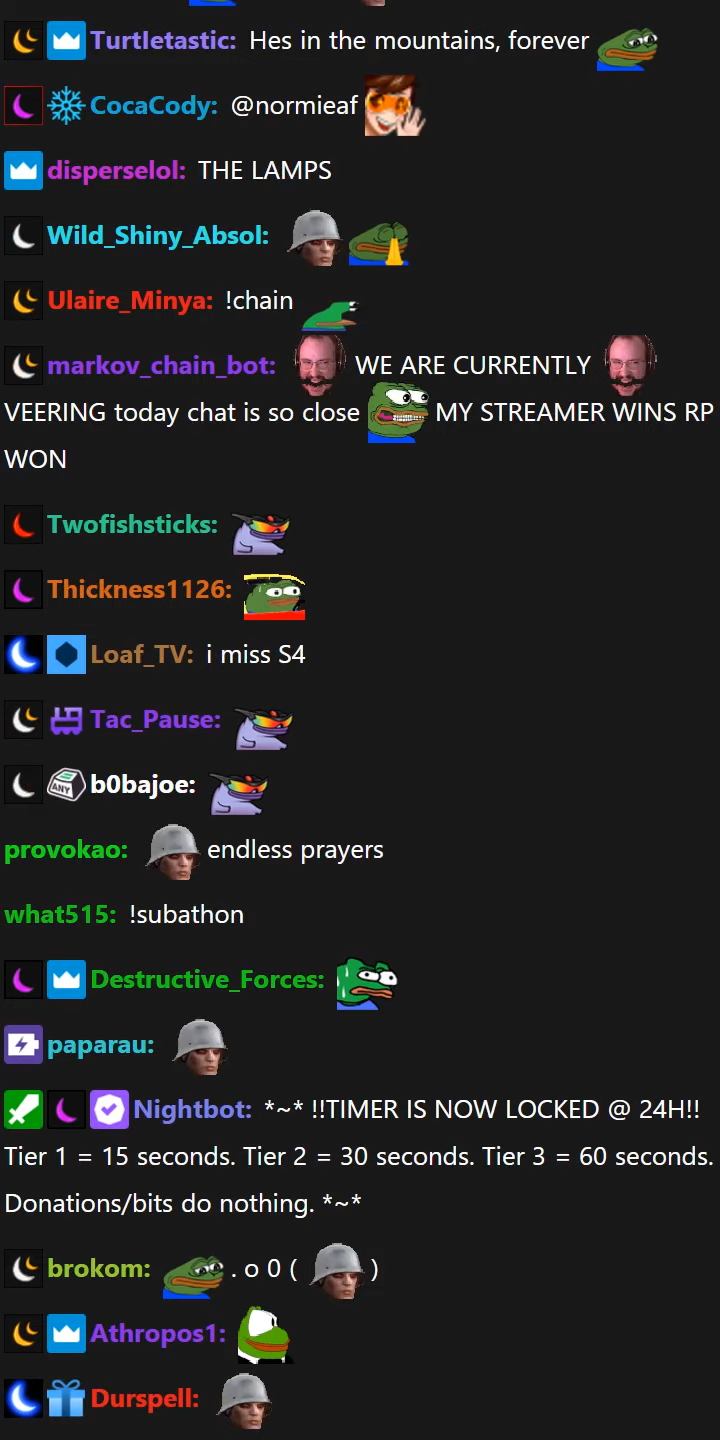 Turtletastic: Hes in the mountains, forever
CocaCody: @normieaf
disperselol: THE LAMPS
Wild_Shiny_Absol:
Ulaire_Minya: !chain
markov_chain_bot: WE ARE CURRENTLY
VEERING today chat is so close MY STREAMER WINS RP
WON
Twofishsticks:
Thickness1126:
Loaf_TV: i miss S4
Tac_Pause:
ANY b0bajoe:
provokao: endless prayers
what515: !subathon
Destructive_Forces:
paparau:
Nightbot: *~* !!TIMER IS NOW LOCKED @ 24H!!
Tier 1 = 15 seconds. Tier 2 = 30 seconds. Tier 3 = 60 seconds.
Donations/bits do nothing. *~*
brokom: . o 0 ( )
Athropos1:
Durspell: